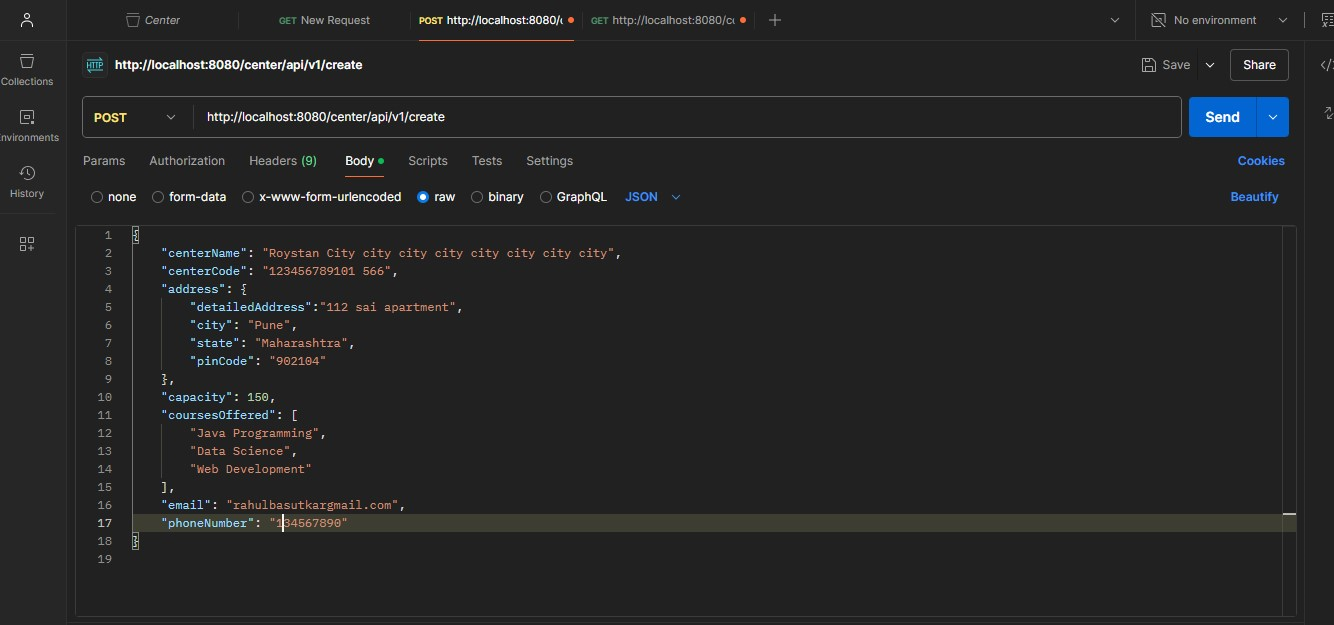 Center
GET New Request
POST http://localhost:8080/c
GET http://localhost:8080/cc
No environment
Collections
nvironments
History
HTTP http://localhost:8080/center/api/v1/create
Save
Share
POST
http://localhost:8080/center/api/v1/create
Send
Params Authorization Headers (9) Body Scripts Tests Settings
Cookies
none form-data x-www-form-urlencoded raw binary GraphQL JSON
Beautify
1 {
2 "centerName": "Roystan City city city city city city city city",
3 "centerCode": "123456789101 566",
4 "address": {
5 "detailedAddress":"112 sai apartment",
6 "city": "Pune",
7 "state": "Maharashtra",
8 "pinCode": "902104"
9 },
10 "capacity": 150,
11 "coursesOffered": [
12 "Java Programming",
13 "Data Science",
14 "Web Development"
15 ],
16 "email": "rahulbasutkargmail.com",
17 "phoneNumber": "134567890"
18 }
19